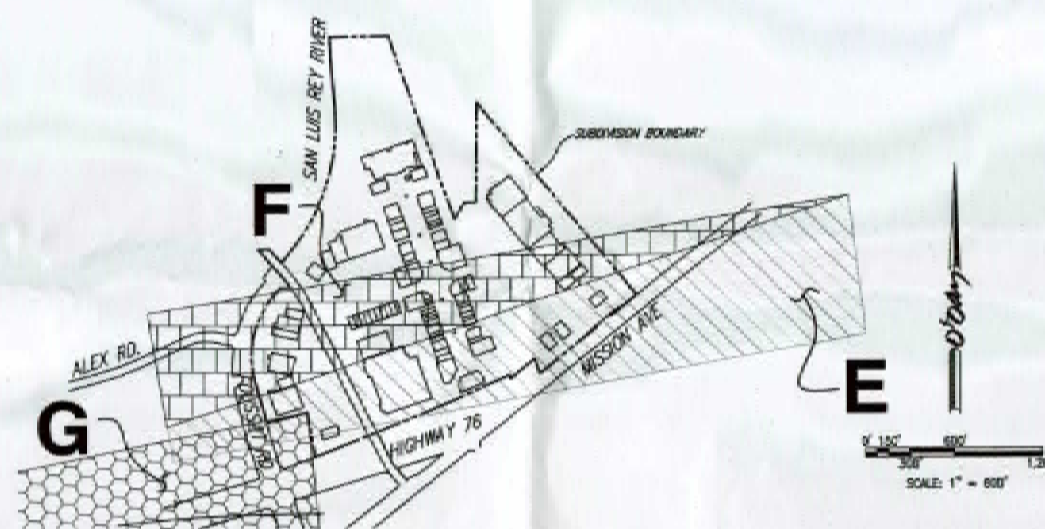 SAN LUIS REY RIVER
SUBDIVISION BOUNDARY
F
ALEX RD.
MISSION AVE
E
G
HIGHWAY 76
0' 150' 600'
300'
SCALE: 1" = 600'